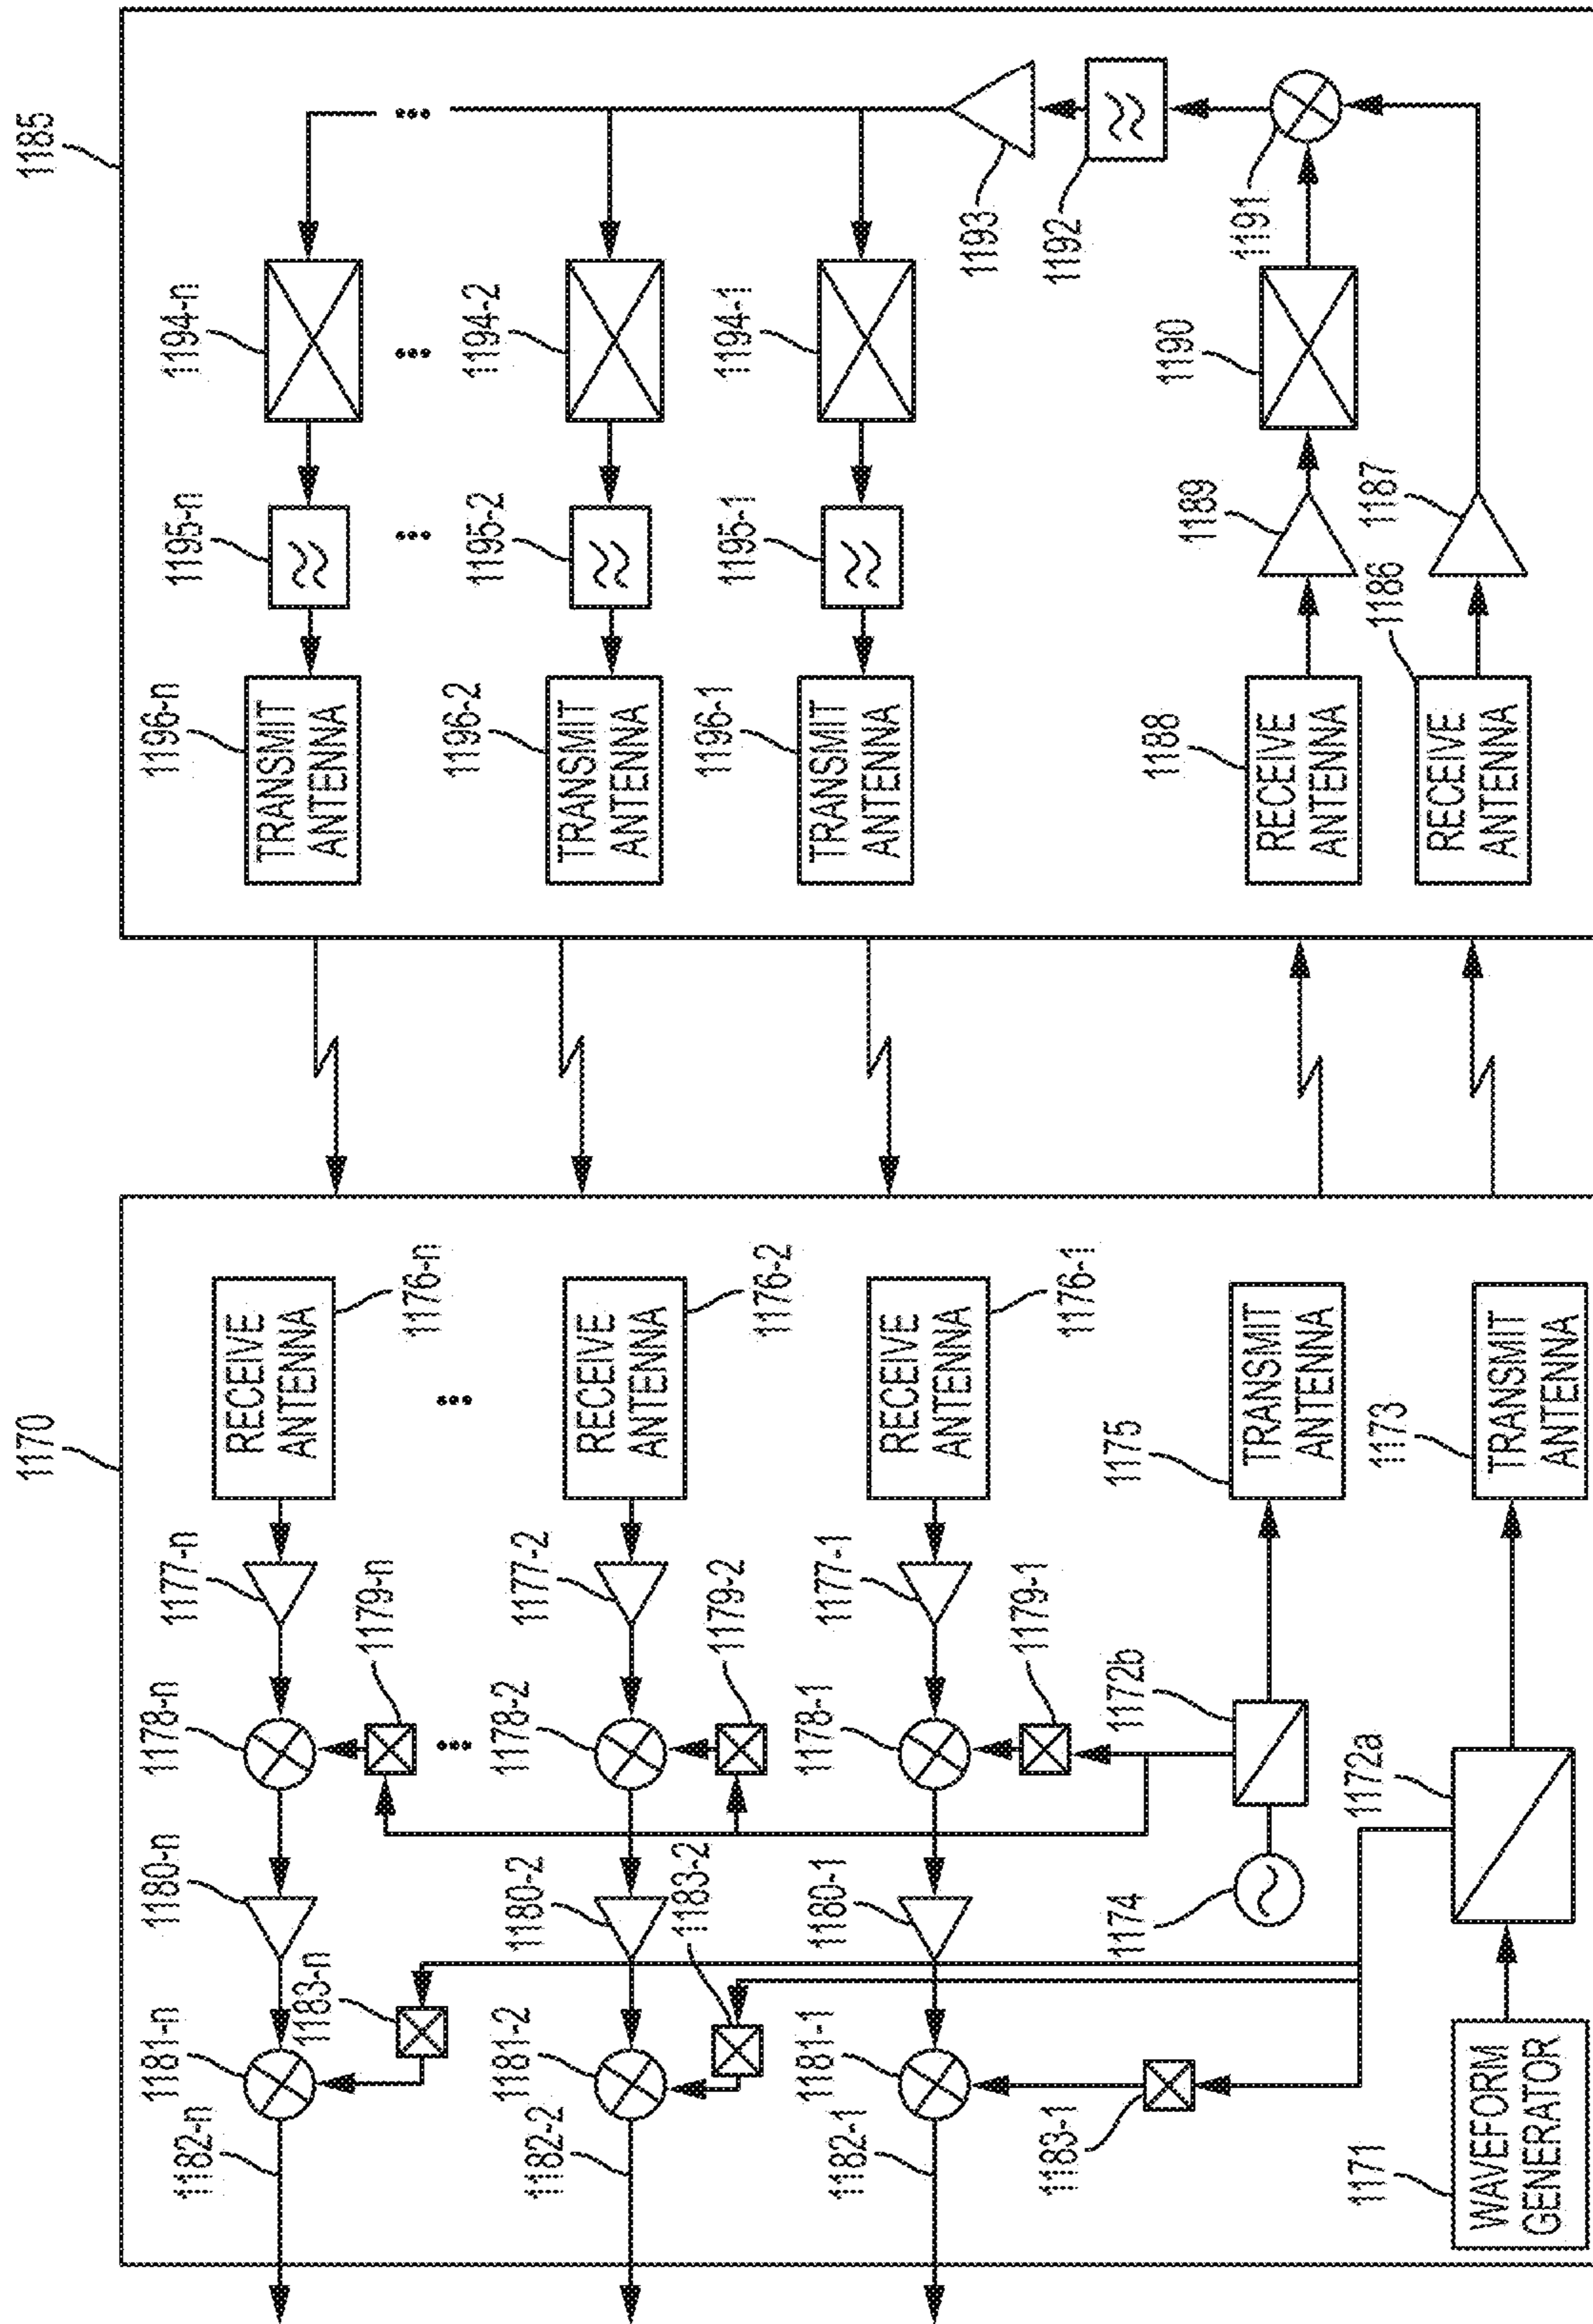 1170
1182-n
1181-n
1180-n
1178-n
1177-n
1183-n
1179-n
RECEIVE
ANTENNA
1176-n
...
...
1182-2
1181-2
1180-2
1183-2
1178-2
1177-2
1179-2
RECEIVE
ANTENNA
1176-2
1182-1
1181-1
1180-1
1178-1
1177-1
1183-1
1179-1
RECEIVE
ANTENNA
1176-1
1174
1172b
1175
TRANSMIT
ANTENNA
1171
WAVEFORM
GENERATOR
1172a
1173
TRANSMIT
ANTENNA
1185
1196-n
TRANSMIT
ANTENNA
1195-n
1194-n
...
...
...
1196-2
TRANSMIT
ANTENNA
1195-2
1194-2
1196-1
TRANSMIT
ANTENNA
1195-1
1194-1
1193
1192
1188
RECEIVE
ANTENNA
1189
1190
1191
1186
RECEIVE
ANTENNA
1187